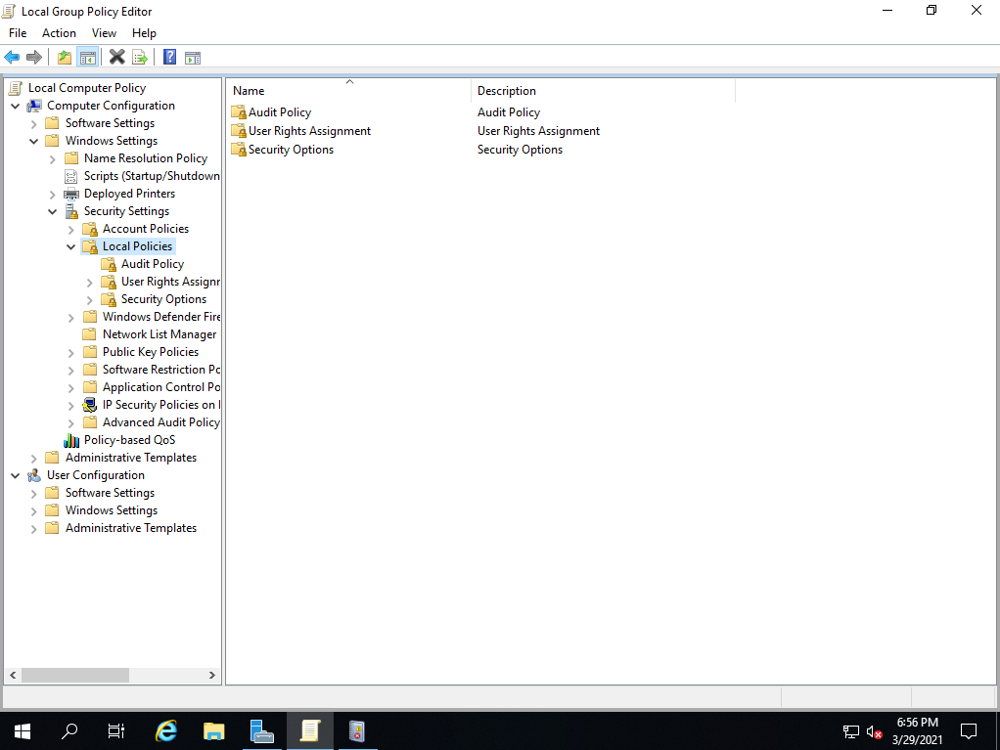 Local Group Policy Editor
File Action View Help
Local Computer Policy
Computer Configuration
Software Settings
Windows Settings
Name Resolution Policy
Scripts (Startup/Shutdown
Deployed Printers
Security Settings
Account Policies
Local Policies
Audit Policy
User Rights Assignr
Security Options
Windows Defender Fire
Network List Manager
Public Key Policies
Software Restriction Po
Application Control Po
IP Security Policies on
Advanced Audit Policy
Policy-based QoS
Administrative Templates
User Configuration
Software Settings
Windows Settings
Administrative Templates
Name Description
Audit Policy Audit Policy
User Rights Assignment User Rights Assignment
Security Options Security Options
6:56 PM
3/29/2021